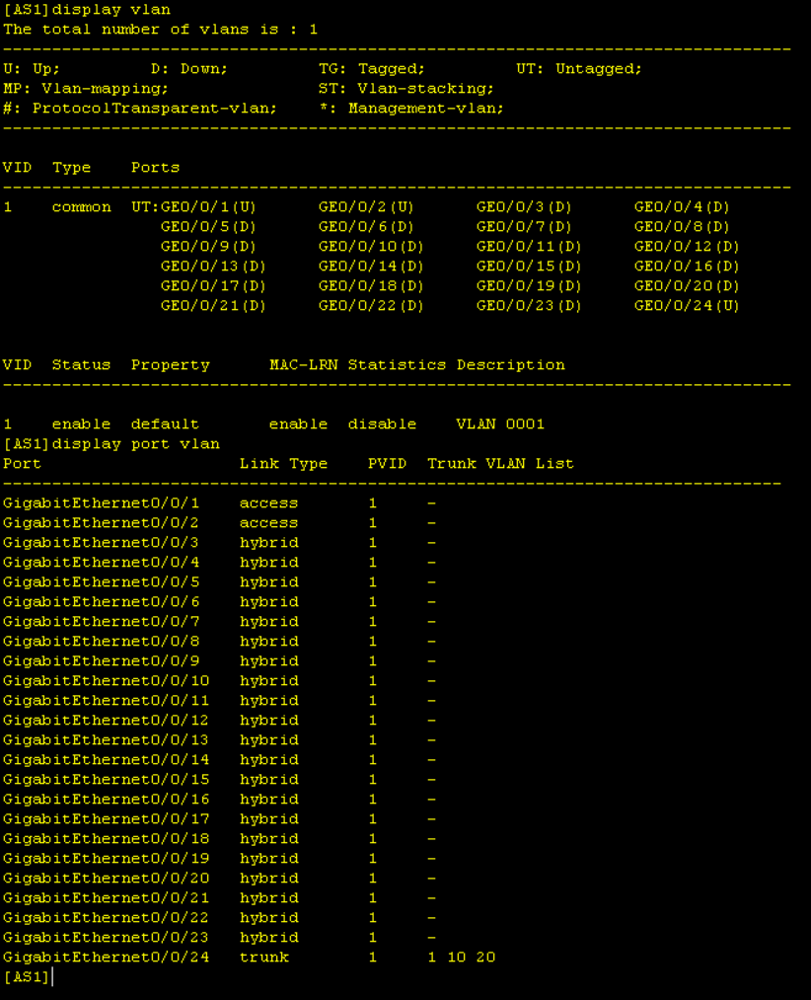 [AS1]display vlan
The total number of vlans is : 1
--------------------------------------------------------------------------------
U: Up;         D: Down;         TG: Tagged;         UT: Untagged;
MP: Vlan-mapping;               ST: Vlan-stacking;
#: ProtocolTransparent-vlan;    *: Management-vlan;
--------------------------------------------------------------------------------
VID  Type    Ports
--------------------------------------------------------------------------------
1    common  UT:GE0/0/1(U)      GE0/0/2(U)      GE0/0/3(D)      GE0/0/4(D)
                GE0/0/5(D)      GE0/0/6(D)      GE0/0/7(D)      GE0/0/8(D)
                GE0/0/9(D)      GE0/0/10(D)     GE0/0/11(D)     GE0/0/12(D)
                GE0/0/13(D)     GE0/0/14(D)     GE0/0/15(D)     GE0/0/16(D)
                GE0/0/17(D)     GE0/0/18(D)     GE0/0/19(D)     GE0/0/20(D)
                GE0/0/21(D)     GE0/0/22(D)     GE0/0/23(D)     GE0/0/24(U)
VID  Status  Property      MAC-LRN Statistics Description
--------------------------------------------------------------------------------
1    enable  default       enable  disable    VLAN 0001
[AS1]display port vlan
Port                    Link Type    PVID  Trunk VLAN List
-------------------------------------------------------------------------------
GigabitEthernet0/0/1    access       1     -
GigabitEthernet0/0/2    access       1     -
GigabitEthernet0/0/3    hybrid       1     -
GigabitEthernet0/0/4    hybrid       1     -
GigabitEthernet0/0/5    hybrid       1     -
GigabitEthernet0/0/6    hybrid       1     -
GigabitEthernet0/0/7    hybrid       1     -
GigabitEthernet0/0/8    hybrid       1     -
GigabitEthernet0/0/9    hybrid       1     -
GigabitEthernet0/0/10   hybrid       1     -
GigabitEthernet0/0/11   hybrid       1     -
GigabitEthernet0/0/12   hybrid       1     -
GigabitEthernet0/0/13   hybrid       1     -
GigabitEthernet0/0/14   hybrid       1     -
GigabitEthernet0/0/15   hybrid       1     -
GigabitEthernet0/0/16   hybrid       1     -
GigabitEthernet0/0/17   hybrid       1     -
GigabitEthernet0/0/18   hybrid       1     -
GigabitEthernet0/0/19   hybrid       1     -
GigabitEthernet0/0/20   hybrid       1     -
GigabitEthernet0/0/21   hybrid       1     -
GigabitEthernet0/0/22   hybrid       1     -
GigabitEthernet0/0/23   hybrid       1     -
GigabitEthernet0/0/24   trunk        1     1 10 20
[AS1]